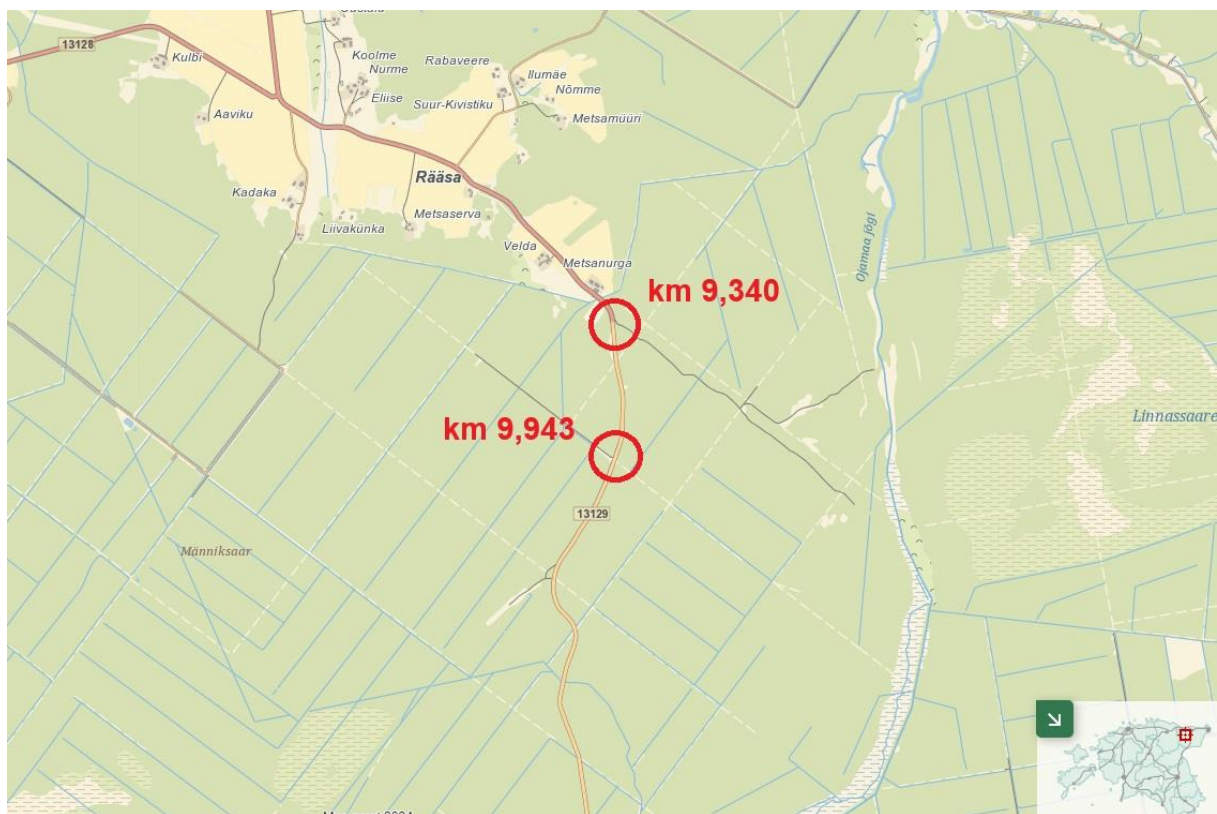 13128
Kulbi
Koolme
Nurme
Rabaveere
Ilumäe
Nõmme
Eliise
Suur-Kivistiku
Metsamüüri
Aaviku
Rääsa
Kadaka
Metsaserva
Liivakünka
Velda
Metsanurga
Ojamaa jõgi
km 9,340
Linnassaare
km 9,943
13129
Männiksaar